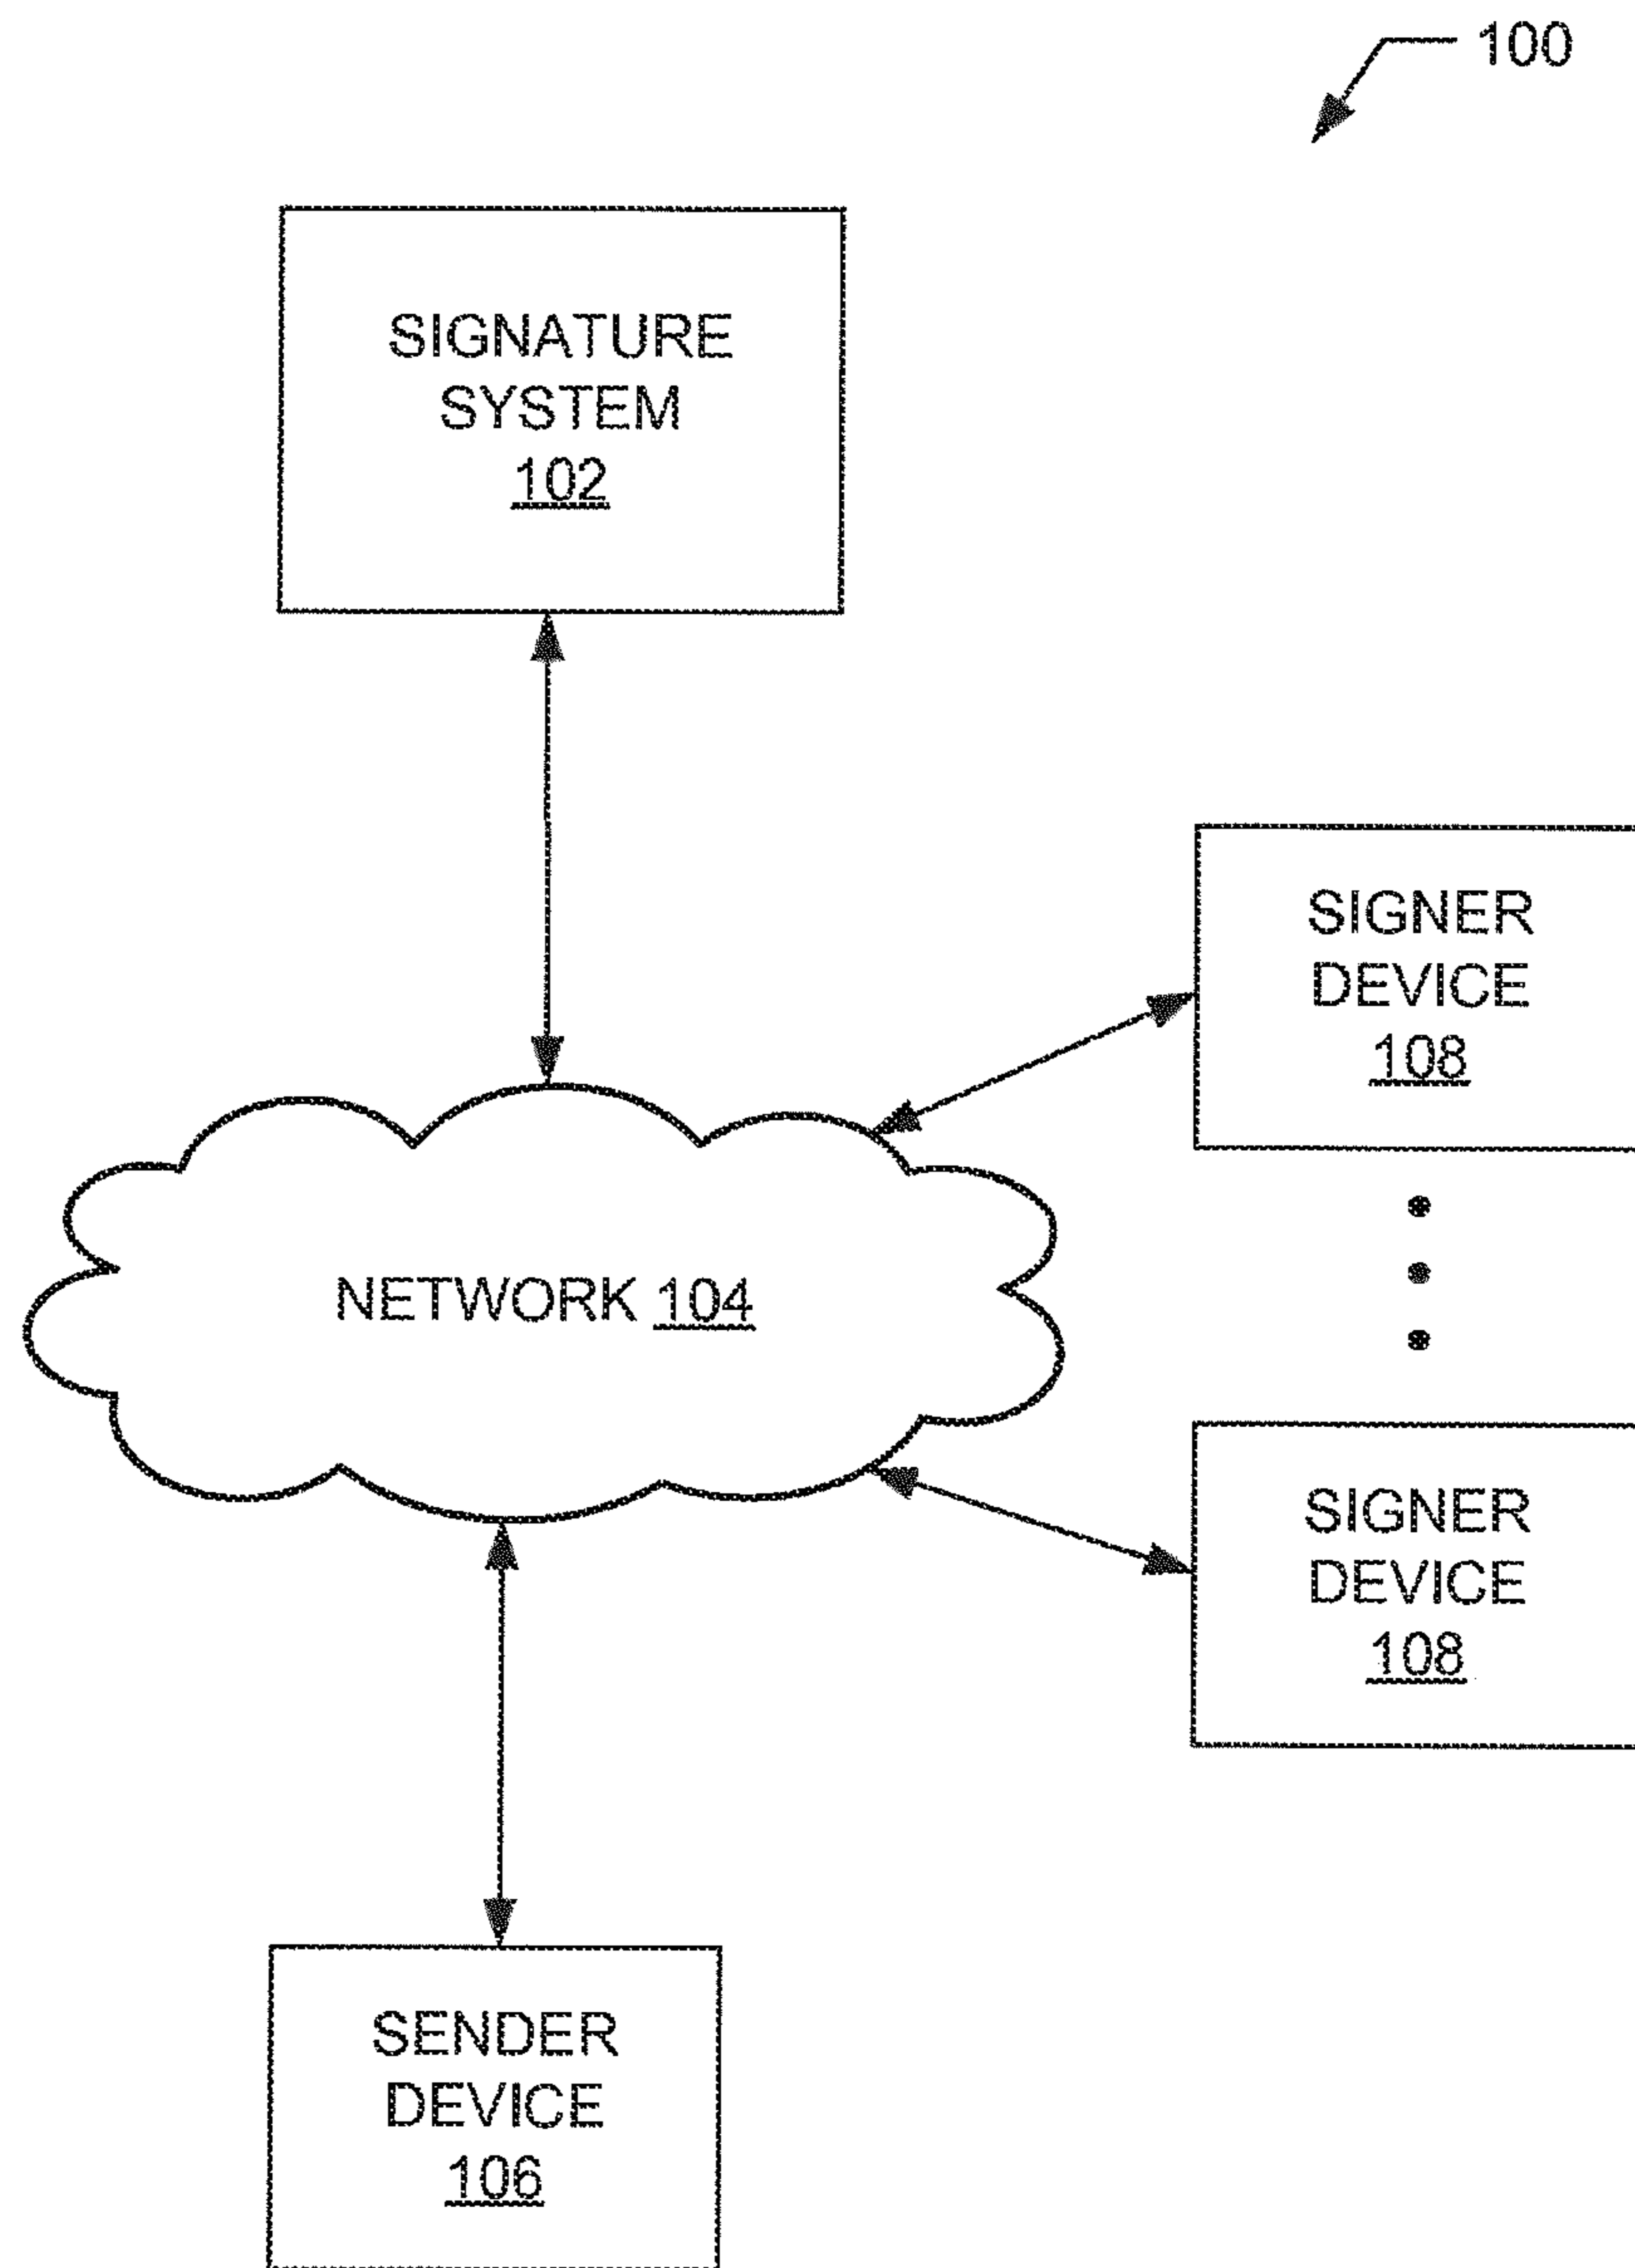 100
SIGNATURE
SYSTEM
102
SIGNER
DEVICE
108
NETWORK 104
SIGNER
DEVICE
108
SENDER
DEVICE
106